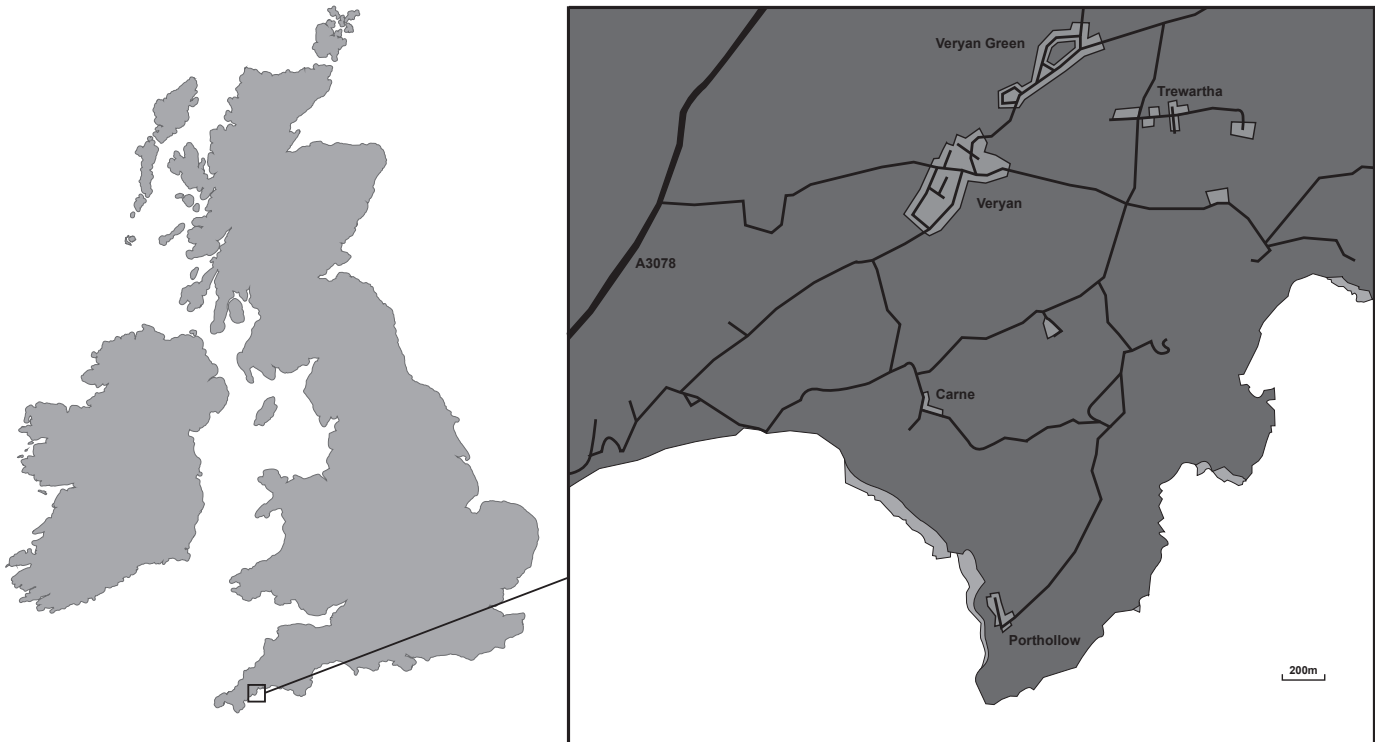 Veryan Green
Trewartha
Veryan
A3078
Carne
Porthollow
200m